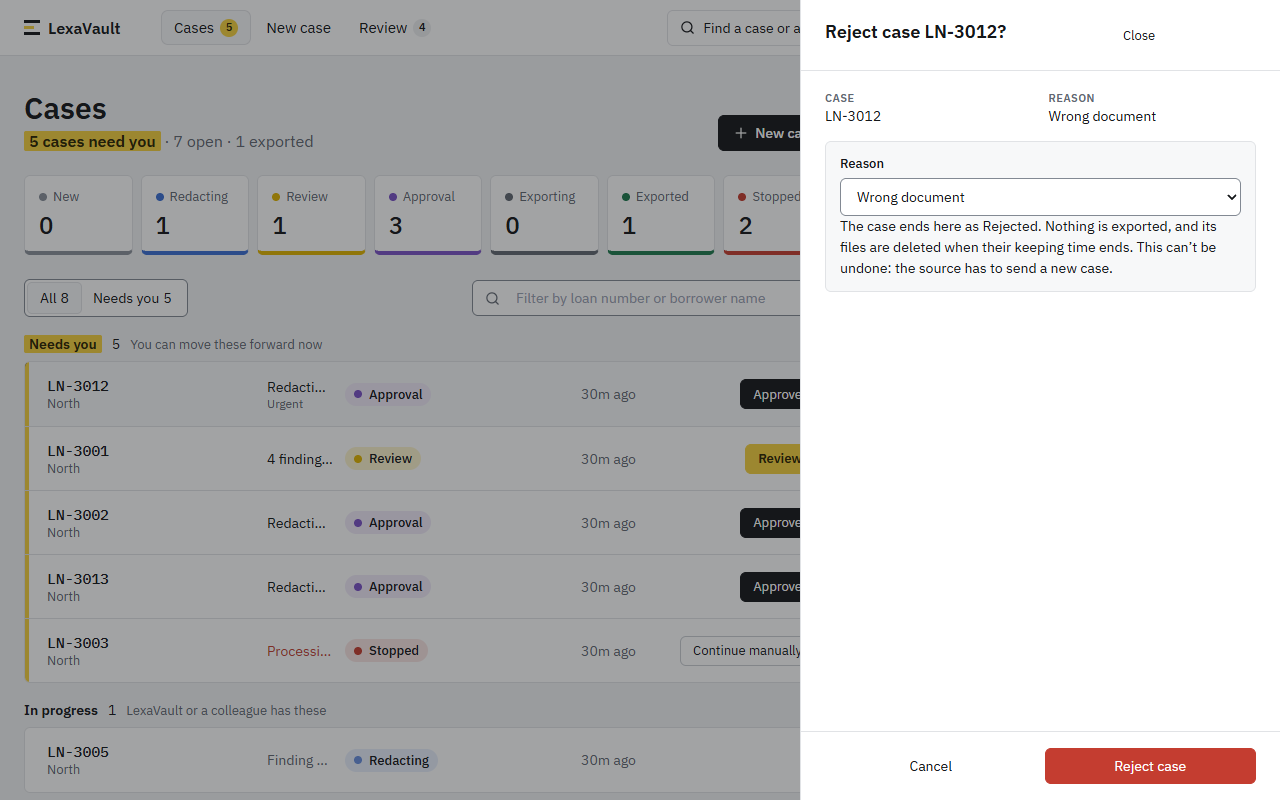 LexaVault
Cases 5
New case
Review 4
Find a case or a
Cases
5 cases need you · 7 open · 1 exported
New ca
New
0
Redacting
1
Review
1
Approval
3
Exporting
0
Exported
1
Stopped
2
All 8
Needs you 5
Filter by loan number or borrower name
Needs you 5 You can move these forward now
LN-3012
North
Redacti...
Urgent
Approval
30m ago
Approve
LN-3001
North
4 finding...
Review
30m ago
Review
LN-3002
North
Redacti...
Approval
30m ago
Approve
LN-3013
North
Redacti...
Approval
30m ago
Approve
LN-3003
North
Processi...
Stopped
30m ago
Continue manually
In progress 1 LexaVault or a colleague has these
LN-3005
North
Finding ...
Redacting
30m ago
Reject case LN-3012?
Close
CASE
LN-3012
REASON
Wrong document
Reason
Wrong document
The case ends here as Rejected. Nothing is exported, and its
files are deleted when their keeping time ends. This can’t be
undone: the source has to send a new case.
Cancel
Reject case